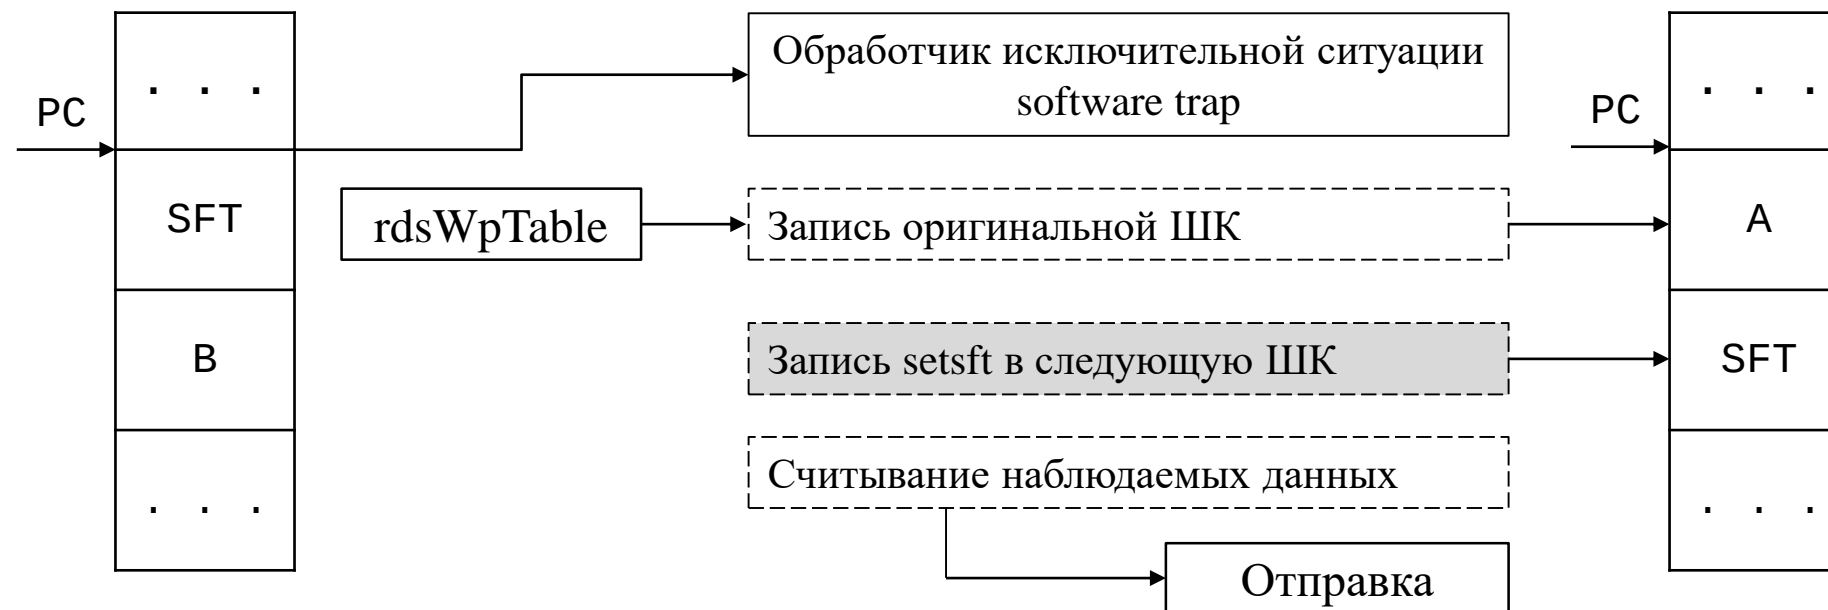 . . .
PC
SFT
B
. . .
Обработчик исключительной ситуации
software trap
rdsWpTable
Запись оригинальной ШК
Запись setsft в следующую ШК
Считывание наблюдаемых данных
Отправка
. . .
PC
A
SFT
. . .